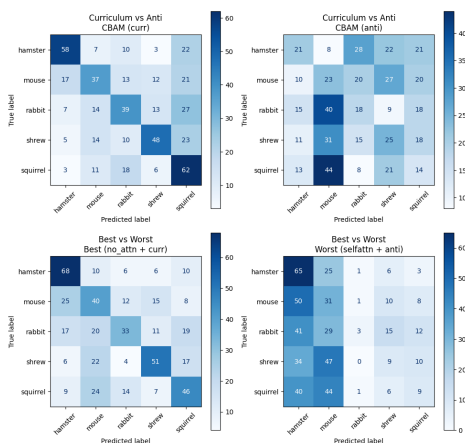 Curriculum vs Anti
CBAM (curr)
hamster 58 7 10 3 22
mouse 17 37 13 12 21
rabbit 7 14 39 13 27
shrew 5 14 10 48 23
squirrel 3 11 18 6 62
hamster mouse rabbit shrew squirrel
True label
Predicted label
60
50
40
30
20
10
Curriculum vs Anti
CBAM (anti)
hamster 21 8 28 22 21
mouse 10 23 20 27 20
rabbit 15 40 18 9 18
shrew 11 31 15 25 18
squirrel 13 44 8 21 14
hamster mouse rabbit shrew squirrel
True label
Predicted label
40
35
30
25
20
15
10
Best vs Worst
Best (no_attn + curr)
hamster 68 10 6 6 10
mouse 25 40 12 15 8
rabbit 17 20 33 11 19
shrew 6 22 4 51 17
squirrel 9 24 14 7 46
hamster mouse rabbit shrew squirrel
True label
Predicted label
60
50
40
30
20
10
Best vs Worst
Worst (selfattn + anti)
hamster 65 25 1 6 3
mouse 50 31 1 10 8
rabbit 41 29 3 15 12
shrew 34 47 0 9 10
squirrel 40 44 1 6 9
hamster mouse rabbit shrew squirrel
True label
Predicted label
60
50
40
30
20
10
0